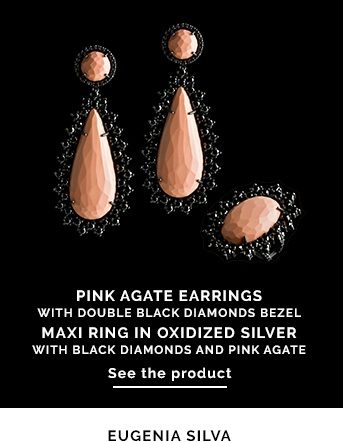 PINK AGATE EARRINGS
WITH DOUBLE BLACK DIAMONDS BEZEL
MAXI RING IN OXIDIZED SILVER
WITH BLACK DIAMONDS AND PINK AGATE
See the product
EUGENIA SILVA